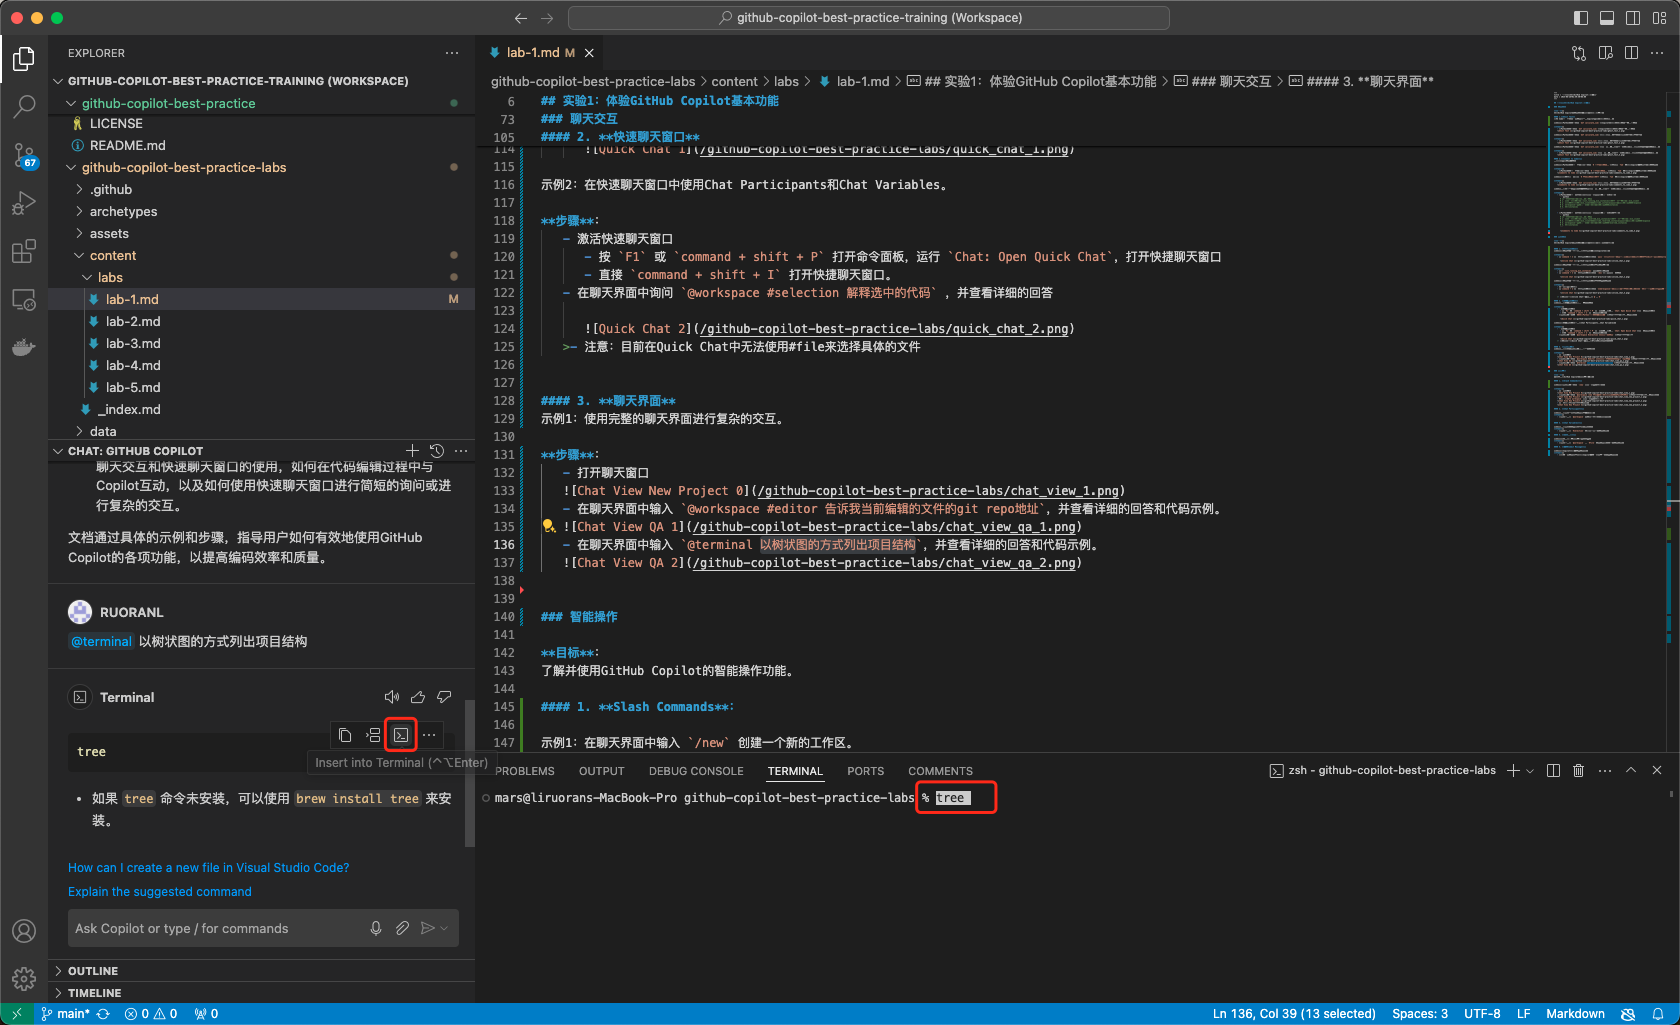 github-copilot-best-practice-training (Workspace)
EXPLORER
GITHUB-COPILOT-BEST-PRACTICE-TRAINING (WORKSPACE)
github-copilot-best-practice
LICENSE
README.md
github-copilot-best-practice-labs
.github
archetypes
assets
content
labs
lab-1.md M
lab-2.md
lab-3.md
lab-4.md
lab-5.md
_index.md
data
67
CHAT: GITHUB COPILOT
聊天交互和快速聊天窗口的使用，如何在代码编辑过程中与
Copilot互动，以及如何使用快速聊天窗口进行简短的询问或进
行复杂的交互。
文档通过具体的示例和步骤，指导用户如何有效地使用GitHub
Copilot的各项功能，以提高编码效率和质量。
RUORANL
@terminal 以树状图的方式列出项目结构
Terminal
tree
Insert into Terminal (^⌥Enter)
• 如果 tree 命令未安装，可以使用 brew install tree 来安
装。
How can I create a new file in Visual Studio Code?
Explain the suggested command
Ask Copilot or type / for commands
OUTLINE
TIMELINE
lab-1.md M
github-copilot-best-practice-labs > content > labs > lab-1.md > ## 实验1：体验GitHub Copilot基本功能 > ### 聊天交互 > #### 3. **聊天界面**
6 ## 实验1：体验GitHub Copilot基本功能
73 ### 聊天交互
105 #### 2. **快速聊天窗口**
114 ![Quick Chat 1](/github-copilot-best-practice-labs/quick_chat_1.png)
115
116 示例2：在快速聊天窗口中使用Chat Participants和Chat Variables。
117
118 **步骤**：
119 - 激活快速聊天窗口
120 - 按 `F1` 或 `command + shift + P` 打开命令面板，运行 `Chat: Open Quick Chat`，打开快捷聊天窗口
121 - 直接 `command + shift + I` 打开快捷聊天窗口。
122 - 在聊天界面中询问 `@workspace #selection 解释选中的代码` ，并查看详细的回答
123
124 ![Quick Chat 2](/github-copilot-best-practice-labs/quick_chat_2.png)
125 >- 注意：目前在Quick Chat中无法使用#file来选择具体的文件
126
127
128 #### 3. **聊天界面**
129 示例1：使用完整的聊天界面进行复杂的交互。
130
131 **步骤**：
132 - 打开聊天窗口
133 ![Chat View New Project 0](/github-copilot-best-practice-labs/chat_view_1.png)
134 - 在聊天界面中输入 `@workspace #editor 告诉我当前编辑的文件的git repo地址`，并查看详细的回答和代码示例。
135 ![Chat View QA 1](/github-copilot-best-practice-labs/chat_view_qa_1.png)
136 - 在聊天界面中输入 `@terminal 以树状图的方式列出项目结构`，并查看详细的回答和代码示例。
137 ![Chat View QA 2](/github-copilot-best-practice-labs/chat_view_qa_2.png)
138
139
140 ### 智能操作
141
142 **目标**：
143 了解并使用GitHub Copilot的智能操作功能。
144
145 #### 1. **Slash Commands**：
146
147 示例1：在聊天界面中输入 `/new` 创建一个新的工作区。
PROBLEMS OUTPUT DEBUG CONSOLE TERMINAL PORTS COMMENTS
zsh - github-copilot-best-practice-labs
mars@liruorans-MacBook-Pro github-copilot-best-practice-labs % tree
main* 0 0 0
Ln 136, Col 39 (13 selected) Spaces: 3 UTF-8 LF Markdown